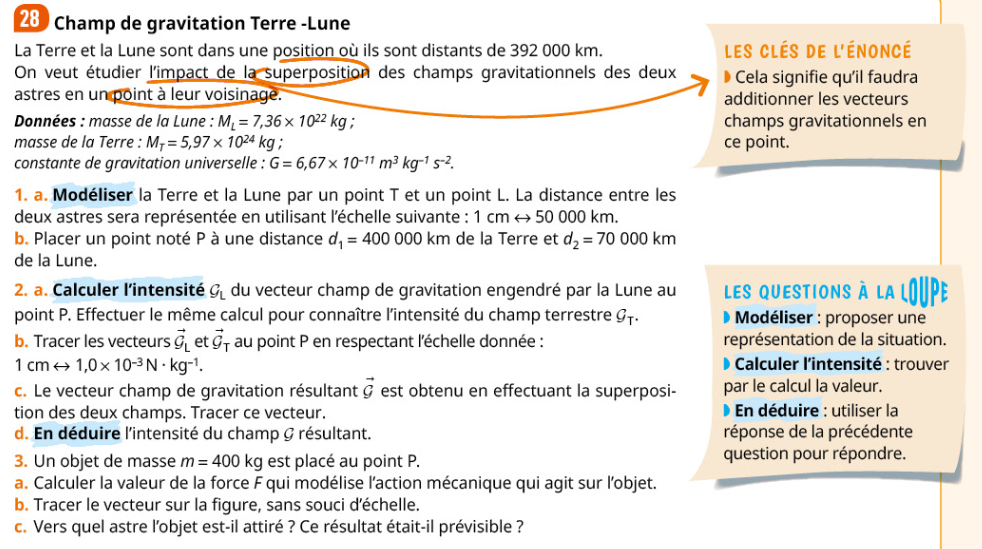 28 Champ de gravitation Terre -Lune
La Terre et la Lune sont dans une position où ils sont distants de 392 000 km.
On veut étudier l'impact de la superposition des champs gravitationnels des deux
astres en un point à leur voisinage.
Données : masse de la Lune : M_L = 7,36 × 10²² kg ;
masse de la Terre : M_T = 5,97 × 10²⁴ kg ;
constante de gravitation universelle : G = 6,67 × 10⁻¹¹ m³ kg⁻¹ s⁻².
1. a. Modéliser la Terre et la Lune par un point T et un point L. La distance entre les
deux astres sera représentée en utilisant l'échelle suivante : 1 cm ↔ 50 000 km.
b. Placer un point noté P à une distance d₁ = 400 000 km de la Terre et d₂ = 70 000 km
de la Lune.
2. a. Calculer l'intensité 𝒢_L du vecteur champ de gravitation engendré par la Lune au
point P. Effectuer le même calcul pour connaître l'intensité du champ terrestre 𝒢_T.
b. Tracer les vecteurs 𝒢⃗_L et 𝒢⃗_T au point P en respectant l'échelle donnée :
1 cm ↔ 1,0 × 10⁻³ N · kg⁻¹.
c. Le vecteur champ de gravitation résultant 𝒢⃗ est obtenu en effectuant la superposi-
tion des deux champs. Tracer ce vecteur.
d. En déduire l'intensité du champ 𝒢 résultant.
3. Un objet de masse m = 400 kg est placé au point P.
a. Calculer la valeur de la force F qui modélise l'action mécanique qui agit sur l'objet.
b. Tracer le vecteur sur la figure, sans souci d'échelle.
c. Vers quel astre l'objet est-il attiré ? Ce résultat était-il prévisible ?
LES CLÉS DE L'ÉNONCÉ
Cela signifie qu'il faudra
additionner les vecteurs
champs gravitationnels en
ce point.
LES QUESTIONS À LA LOUPE
Modéliser : proposer une
représentation de la situation.
Calculer l'intensité : trouver
par le calcul la valeur.
En déduire : utiliser la
réponse de la précédente
question pour répondre.